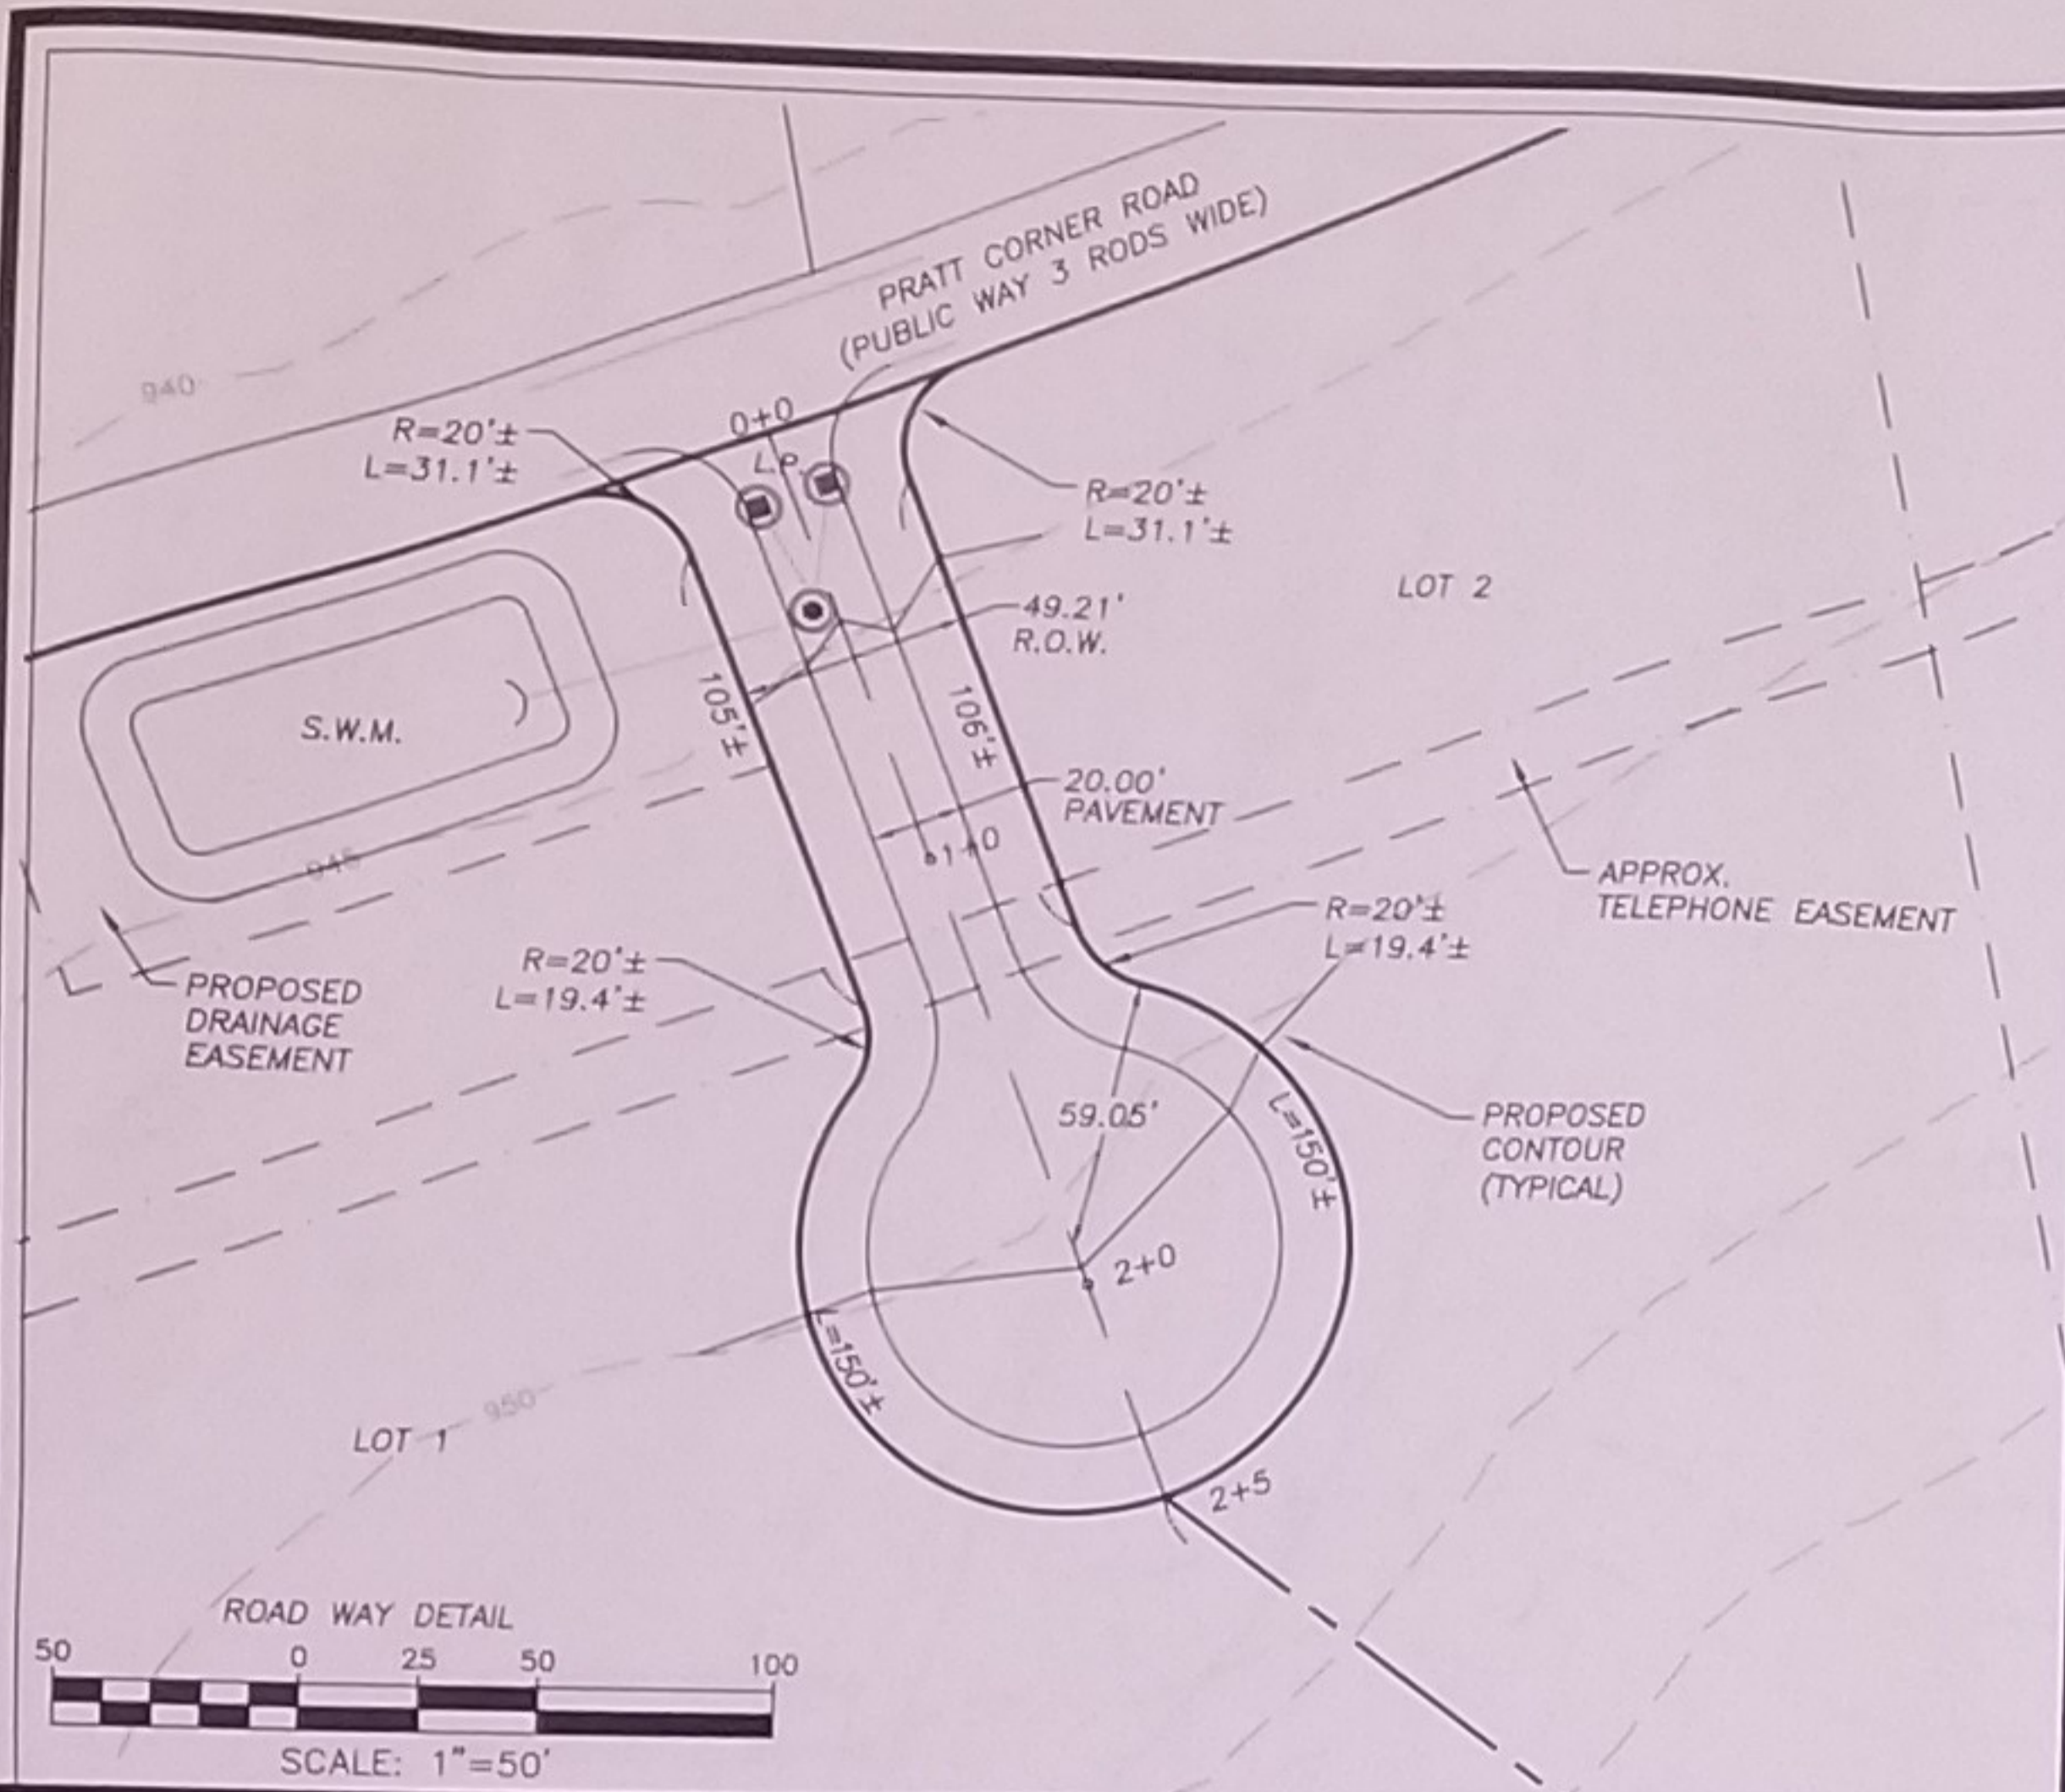 PRATT CORNER ROAD
(PUBLIC WAY 3 RODS WIDE)
940
R=20'±
L=31.1'±
0+0
L.P.
R=20'±
L=31.1'±
49.21'
R.O.W.
LOT 2
S.W.M.
105'±
106'±
20.00'
PAVEMENT
1+0
945
APPROX.
TELEPHONE EASEMENT
R=20'±
L=19.4'±
R=20'±
L=19.4'±
PROPOSED
DRAINAGE
EASEMENT
59.05'
L=150'±
PROPOSED
CONTOUR
(TYPICAL)
2+0
L=150'±
950
LOT 1
2+5
ROAD WAY DETAIL
50 0 25 50 100
SCALE: 1"=50'